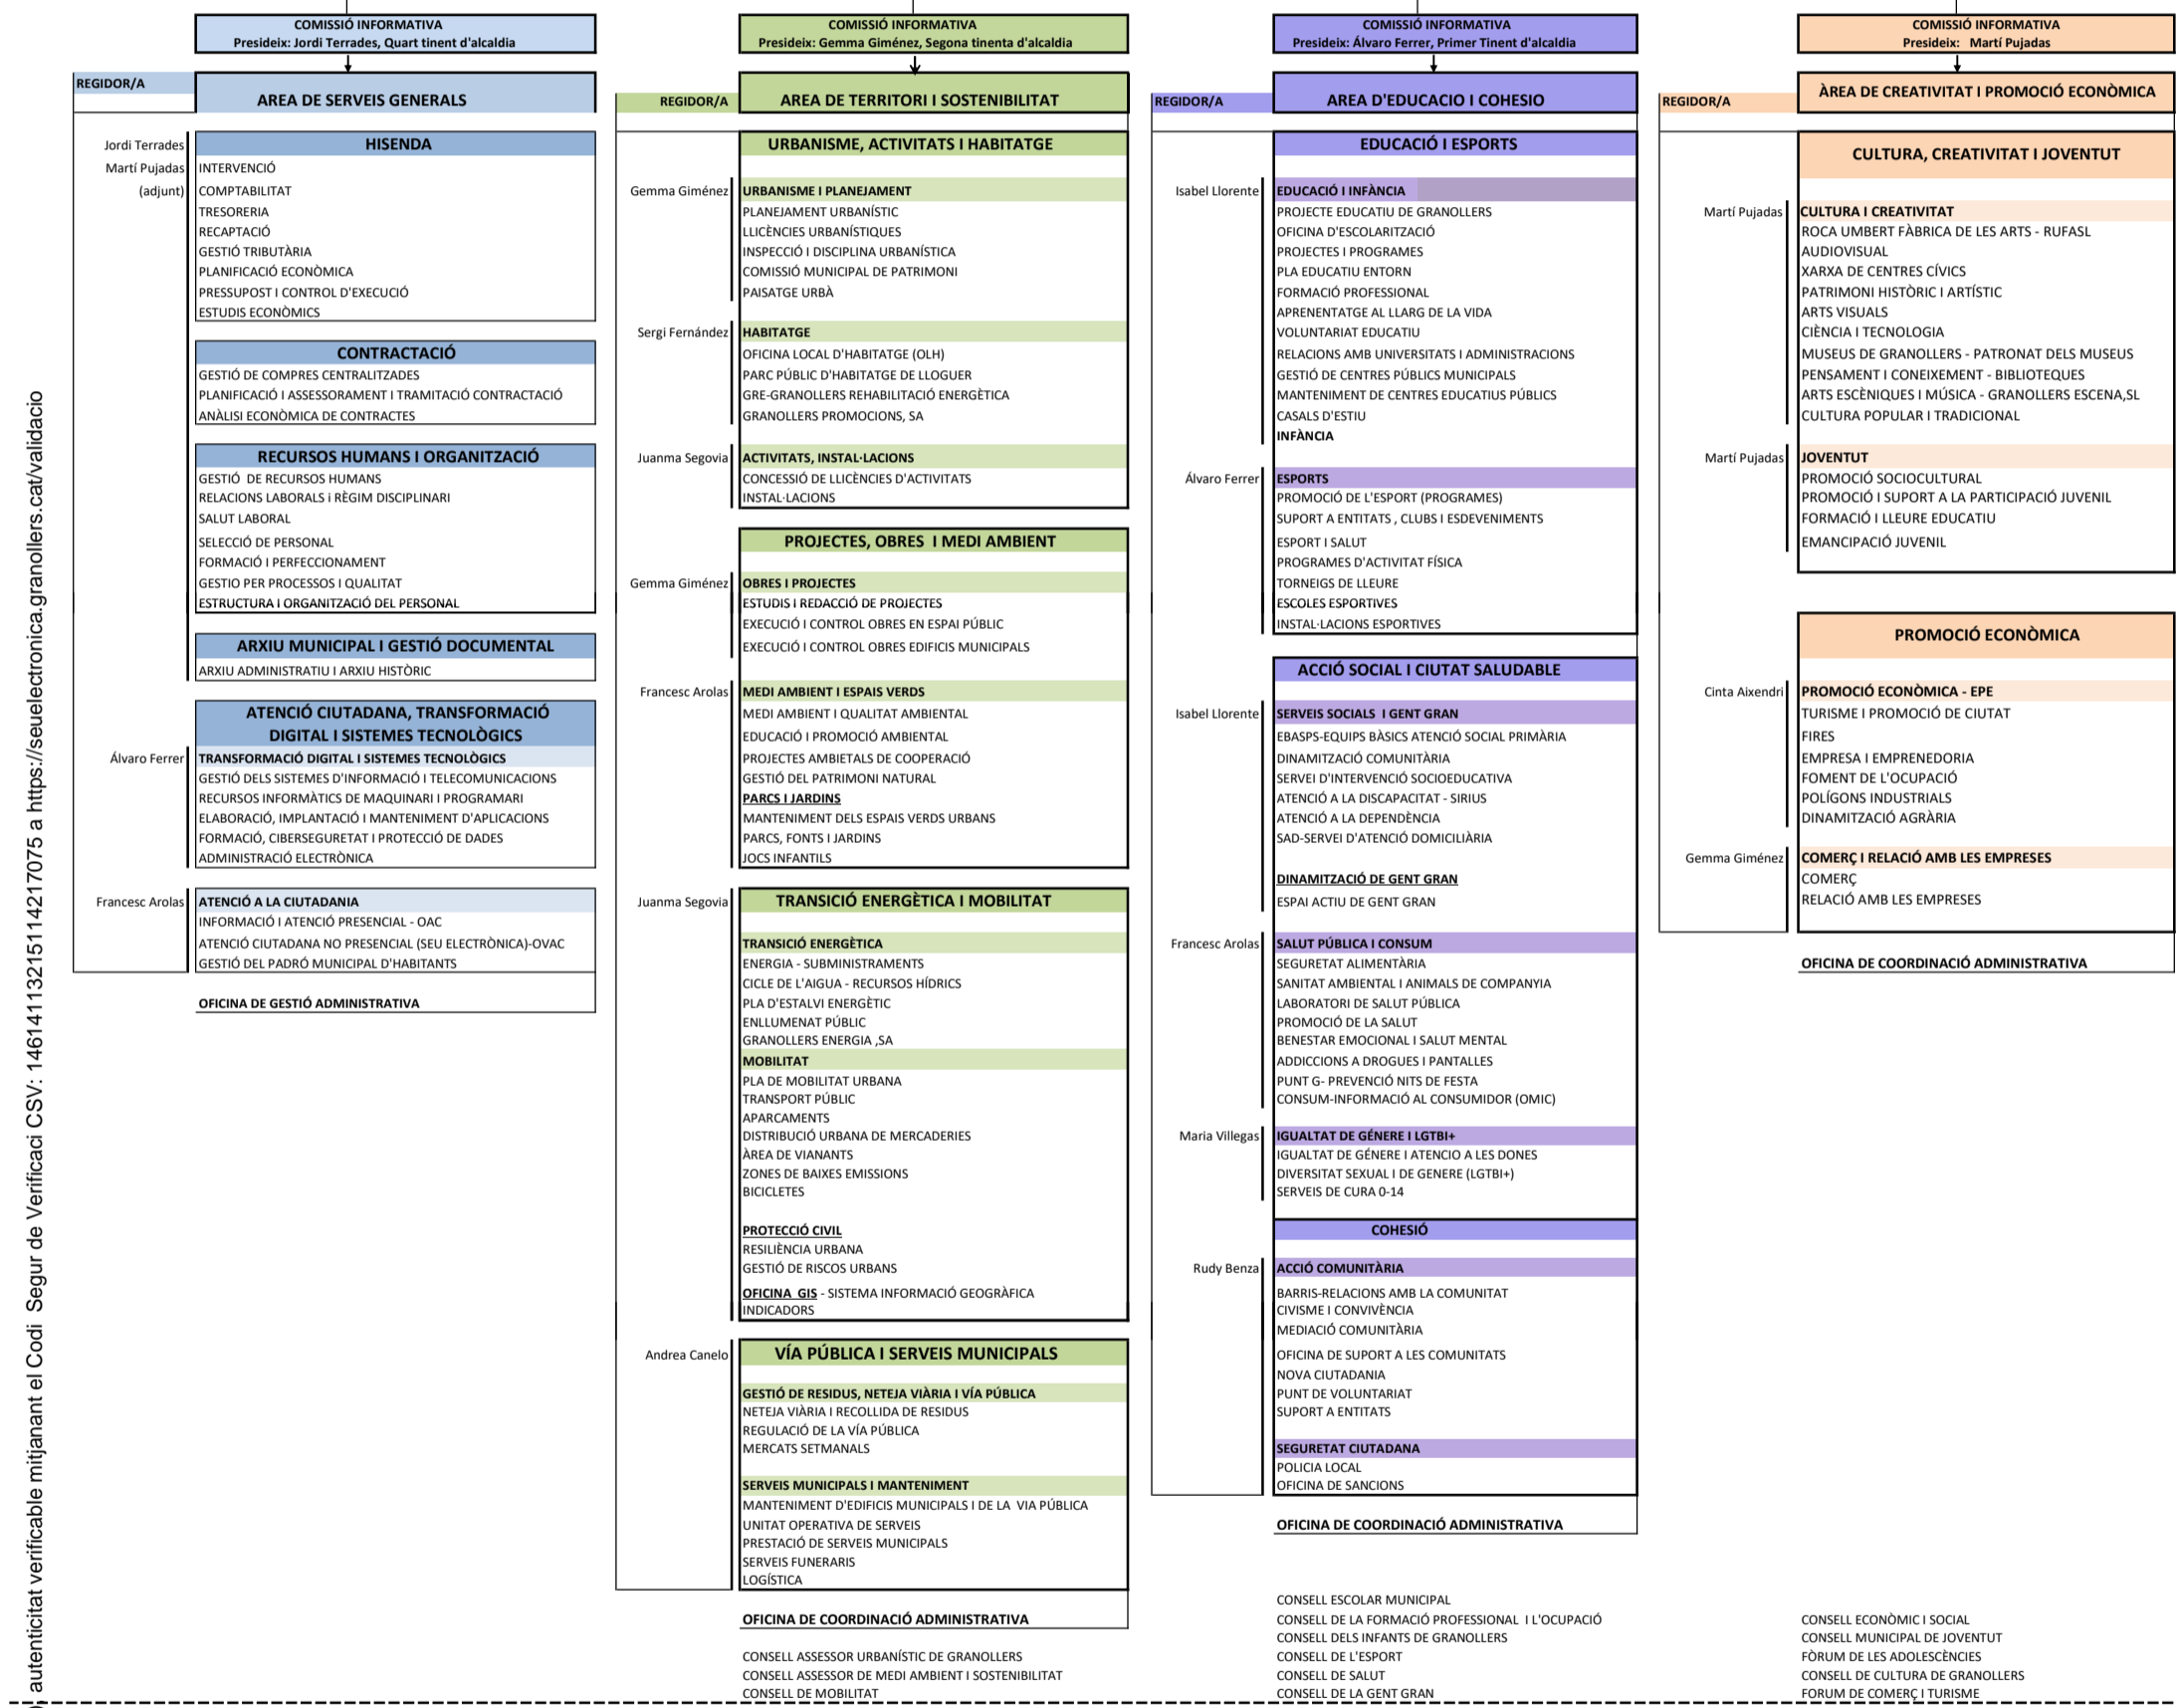 COMISSIÓ INFORMATIVA
Presideix: Jordi Terrades, Quart tinent d'alcaldia
REGIDOR/A
AREA DE SERVEIS GENERALS
Jordi Terrades
Martí Pujadas
(adjunt)
HISENDA
INTERVENCIÓ
COMPTABILITAT
TRESORERIA
RECAPTACIÓ
GESTIÓ TRIBUTÀRIA
PLANIFICACIÓ ECONÒMICA
PRESSUPOST I CONTROL D'EXECUCIÓ
ESTUDIS ECONÒMICS
CONTRACTACIÓ
GESTIÓ DE COMPRES CENTRALITZADES
PLANIFICACIÓ I ASSESSORAMENT I TRAMITACIÓ CONTRACTACIÓ
ANÀLISI ECONÒMICA DE CONTRACTES
RECURSOS HUMANS I ORGANITZACIÓ
GESTIÓ DE RECURSOS HUMANS
RELACIONS LABORALS i RÈGIM DISCIPLINARI
SALUT LABORAL
SELECCIÓ DE PERSONAL
FORMACIÓ I PERFECCIONAMENT
GESTIO PER PROCESSOS I QUALITAT
ESTRUCTURA I ORGANITZACIÓ DEL PERSONAL
ARXIU MUNICIPAL I GESTIÓ DOCUMENTAL
ARXIU ADMINISTRATIU I ARXIU HISTÒRIC
ATENCIÓ CIUTADANA, TRANSFORMACIÓ
DIGITAL I SISTEMES TECNOLÒGICS
Álvaro Ferrer
TRANSFORMACIÓ DIGITAL I SISTEMES TECNOLÒGICS
GESTIÓ DELS SISTEMES D'INFORMACIÓ I TELECOMUNICACIONS
RECURSOS INFORMÀTICS DE MAQUINARI I PROGRAMARI
ELABORACIÓ, IMPLANTACIÓ I MANTENIMENT D'APLICACIONS
FORMACIÓ, CIBERSEGURETAT I PROTECCIÓ DE DADES
ADMINISTRACIÓ ELECTRÒNICA
Francesc Arolas
ATENCIÓ A LA CIUTADANIA
INFORMACIÓ I ATENCIÓ PRESENCIAL - OAC
ATENCIÓ CIUTADANA NO PRESENCIAL (SEU ELECTRÒNICA)-OVAC
GESTIÓ DEL PADRÓ MUNICIPAL D'HABITANTS
OFICINA DE GESTIÓ ADMINISTRATIVA
COMISSIÓ INFORMATIVA
Presideix: Gemma Giménez, Segona tinenta d'alcaldia
REGIDOR/A
AREA DE TERRITORI I SOSTENIBILITAT
URBANISME, ACTIVITATS I HABITATGE
Gemma Giménez
URBANISME I PLANEJAMENT
PLANEJAMENT URBANÍSTIC
LLICÈNCIES URBANÍSTIQUES
INSPECCIÓ I DISCIPLINA URBANÍSTICA
COMISSIÓ MUNICIPAL DE PATRIMONI
PAISATGE URBÀ
Sergi Fernández
HABITATGE
OFICINA LOCAL D'HABITATGE (OLH)
PARC PÚBLIC D'HABITATGE DE LLOGUER
GRE-GRANOLLERS REHABILITACIÓ ENERGÈTICA
GRANOLLERS PROMOCIONS, SA
Juanma Segovia
ACTIVITATS, INSTAL·LACIONS
CONCESSIÓ DE LLICÈNCIES D'ACTIVITATS
INSTAL·LACIONS
PROJECTES, OBRES I MEDI AMBIENT
Gemma Giménez
OBRES I PROJECTES
ESTUDIS I REDACCIÓ DE PROJECTES
EXECUCIÓ I CONTROL OBRES EN ESPAI PÚBLIC
EXECUCIÓ I CONTROL OBRES EDIFICIS MUNICIPALS
Francesc Arolas
MEDI AMBIENT I ESPAIS VERDS
MEDI AMBIENT I QUALITAT AMBIENTAL
EDUCACIÓ I PROMOCIÓ AMBIENTAL
PROJECTES AMBIETALS DE COOPERACIÓ
GESTIÓ DEL PATRIMONI NATURAL
PARCS I JARDINS
MANTENIMENT DELS ESPAIS VERDS URBANS
PARCS, FONTS I JARDINS
JOCS INFANTILS
Juanma Segovia
TRANSICIÓ ENERGÈTICA I MOBILITAT
TRANSICIÓ ENERGÈTICA
ENERGIA - SUBMINISTRAMENTS
CICLE DE L'AIGUA - RECURSOS HÍDRICS
PLA D'ESTALVI ENERGÈTIC
ENLLUMENAT PÚBLIC
GRANOLLERS ENERGIA ,SA
MOBILITAT
PLA DE MOBILITAT URBANA
TRANSPORT PÚBLIC
APARCAMENTS
DISTRIBUCIÓ URBANA DE MERCADERIES
ÀREA DE VIANANTS
ZONES DE BAIXES EMISSIONS
BICICLETES
PROTECCIÓ CIVIL
RESILIÈNCIA URBANA
GESTIÓ DE RISCOS URBANS
OFICINA GIS - SISTEMA INFORMACIÓ GEOGRÀFICA
INDICADORS
Andrea Canelo
VÍA PÚBLICA I SERVEIS MUNICIPALS
GESTIÓ DE RESIDUS, NETEJA VIÀRIA I VÍA PÚBLICA
NETEJA VIÀRIA I RECOLLIDA DE RESIDUS
REGULACIÓ DE LA VÍA PÚBLICA
MERCATS SETMANALS
SERVEIS MUNICIPALS I MANTENIMENT
MANTENIMENT D'EDIFICIS MUNICIPALS I DE LA VIA PÚBLICA
UNITAT OPERATIVA DE SERVEIS
PRESTACIÓ DE SERVEIS MUNICIPALS
SERVEIS FUNERARIS
LOGÍSTICA
OFICINA DE COORDINACIÓ ADMINISTRATIVA
CONSELL ASSESSOR URBANÍSTIC DE GRANOLLERS
CONSELL ASSESSOR DE MEDI AMBIENT I SOSTENIBILITAT
CONSELL DE MOBILITAT
COMISSIÓ INFORMATIVA
Presideix: Álvaro Ferrer, Primer Tinent d'alcaldia
REGIDOR/A
AREA D'EDUCACIO I COHESIO
EDUCACIÓ I ESPORTS
Isabel Llorente
EDUCACIÓ I INFÀNCIA
PROJECTE EDUCATIU DE GRANOLLERS
OFICINA D'ESCOLARITZACIÓ
PROJECTES I PROGRAMES
PLA EDUCATIU ENTORN
FORMACIÓ PROFESSIONAL
APRENENTATGE AL LLARG DE LA VIDA
VOLUNTARIAT EDUCATIU
RELACIONS AMB UNIVERSITATS I ADMINISTRACIONS
GESTIÓ DE CENTRES PÚBLICS MUNICIPALS
MANTENIMENT DE CENTRES EDUCATIUS PÚBLICS
CASALS D'ESTIU
INFÀNCIA
Álvaro Ferrer
ESPORTS
PROMOCIÓ DE L'ESPORT (PROGRAMES)
SUPORT A ENTITATS , CLUBS I ESDEVENIMENTS
ESPORT I SALUT
PROGRAMES D'ACTIVITAT FÍSICA
TORNEIGS DE LLEURE
ESCOLES ESPORTIVES
INSTAL·LACIONS ESPORTIVES
ACCIÓ SOCIAL I CIUTAT SALUDABLE
Isabel Llorente
SERVEIS SOCIALS I GENT GRAN
EBASPS-EQUIPS BÀSICS ATENCIÓ SOCIAL PRIMÀRIA
DINAMITZACIÓ COMUNITÀRIA
SERVEI D'INTERVENCIÓ SOCIOEDUCATIVA
ATENCIÓ A LA DISCAPACITAT - SIRIUS
ATENCIÓ A LA DEPENDÈNCIA
SAD-SERVEI D'ATENCIÓ DOMICILIÀRIA
DINAMITZACIÓ DE GENT GRAN
ESPAI ACTIU DE GENT GRAN
Francesc Arolas
SALUT PÚBLICA I CONSUM
SEGURETAT ALIMENTÀRIA
SANITAT AMBIENTAL I ANIMALS DE COMPANYIA
LABORATORI DE SALUT PÚBLICA
PROMOCIÓ DE LA SALUT
BENESTAR EMOCIONAL I SALUT MENTAL
ADDICCIONS A DROGUES I PANTALLES
PUNT G- PREVENCIÓ NITS DE FESTA
CONSUM-INFORMACIÓ AL CONSUMIDOR (OMIC)
Maria Villegas
IGUALTAT DE GÉNERE I LGTBI+
IGUALTAT DE GÉNERE I ATENCIO A LES DONES
DIVERSITAT SEXUAL I DE GENERE (LGTBI+)
SERVEIS DE CURA 0-14
COHESIÓ
Rudy Benza
ACCIÓ COMUNITÀRIA
BARRIS-RELACIONS AMB LA COMUNITAT
CIVISME I CONVIVÈNCIA
MEDIACIÓ COMUNITÀRIA
OFICINA DE SUPORT A LES COMUNITATS
NOVA CIUTADANIA
PUNT DE VOLUNTARIAT
SUPORT A ENTITATS
SEGURETAT CIUTADANA
POLICIA LOCAL
OFICINA DE SANCIONS
OFICINA DE COORDINACIÓ ADMINISTRATIVA
CONSELL ESCOLAR MUNICIPAL
CONSELL DE LA FORMACIÓ PROFESSIONAL I L'OCUPACIÓ
CONSELL DELS INFANTS DE GRANOLLERS
CONSELL DE L'ESPORT
CONSELL DE SALUT
CONSELL DE LA GENT GRAN
COMISSIÓ INFORMATIVA
Presideix: Martí Pujadas
REGIDOR/A
ÀREA DE CREATIVITAT I PROMOCIÓ ECONÒMICA
CULTURA, CREATIVITAT I JOVENTUT
Martí Pujadas
CULTURA I CREATIVITAT
ROCA UMBERT FÀBRICA DE LES ARTS - RUFASL
AUDIOVISUAL
XARXA DE CENTRES CÍVICS
PATRIMONI HISTÒRIC I ARTÍSTIC
ARTS VISUALS
CIÈNCIA I TECNOLOGIA
MUSEUS DE GRANOLLERS - PATRONAT DELS MUSEUS
PENSAMENT I CONEIXEMENT - BIBLIOTEQUES
ARTS ESCÈNIQUES I MÚSICA - GRANOLLERS ESCENA,SL
CULTURA POPULAR I TRADICIONAL
Martí Pujadas
JOVENTUT
PROMOCIÓ SOCIOCULTURAL
PROMOCIÓ I SUPORT A LA PARTICIPACIÓ JUVENIL
FORMACIÓ I LLEURE EDUCATIU
EMANCIPACIÓ JUVENIL
PROMOCIÓ ECONÒMICA
Cinta Aixendri
PROMOCIÓ ECONÒMICA - EPE
TURISME I PROMOCIÓ DE CIUTAT
FIRES
EMPRESA I EMPRENEDORIA
FOMENT DE L'OCUPACIÓ
POLÍGONS INDUSTRIALS
DINAMITZACIÓ AGRÀRIA
Gemma Giménez
COMERÇ I RELACIÓ AMB LES EMPRESES
COMERÇ
RELACIÓ AMB LES EMPRESES
OFICINA DE COORDINACIÓ ADMINISTRATIVA
CONSELL ECONÒMIC I SOCIAL
CONSELL MUNICIPAL DE JOVENTUT
FÒRUM DE LES ADOLESCÈNCIES
CONSELL DE CULTURA DE GRANOLLERS
FORUM DE COMERÇ I TURISME
) autenticitat verificable mitjanant el Codi Segur de Verificaci CSV: 14614113215114217075 a https://seuelectronica.granollers.cat/validacio